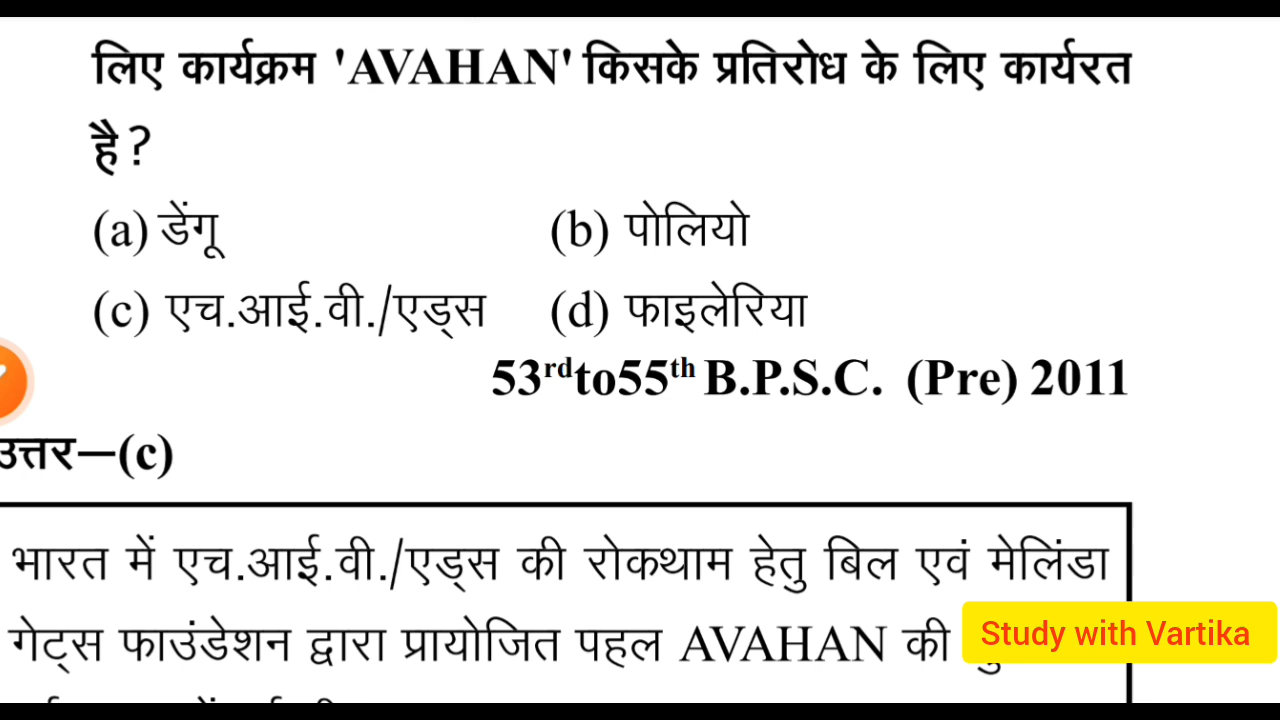 लिए कार्यक्रम 'AVAHAN' किसके प्रतिरोध के लिए कार्यरत
है?
(a) डेंगू (b) पोलियो
(c) एच.आई.वी./एड्स (d) फाइलेरिया
53rdto55th B.P.S.C. (Pre) 2011
उत्तर—(c)
भारत में एच.आई.वी./एड्स की रोकथाम हेतु बिल एवं मेलिंडा
गेट्स फाउंडेशन द्वारा प्रायोजित पहल AVAHAN की
Study with Vartika